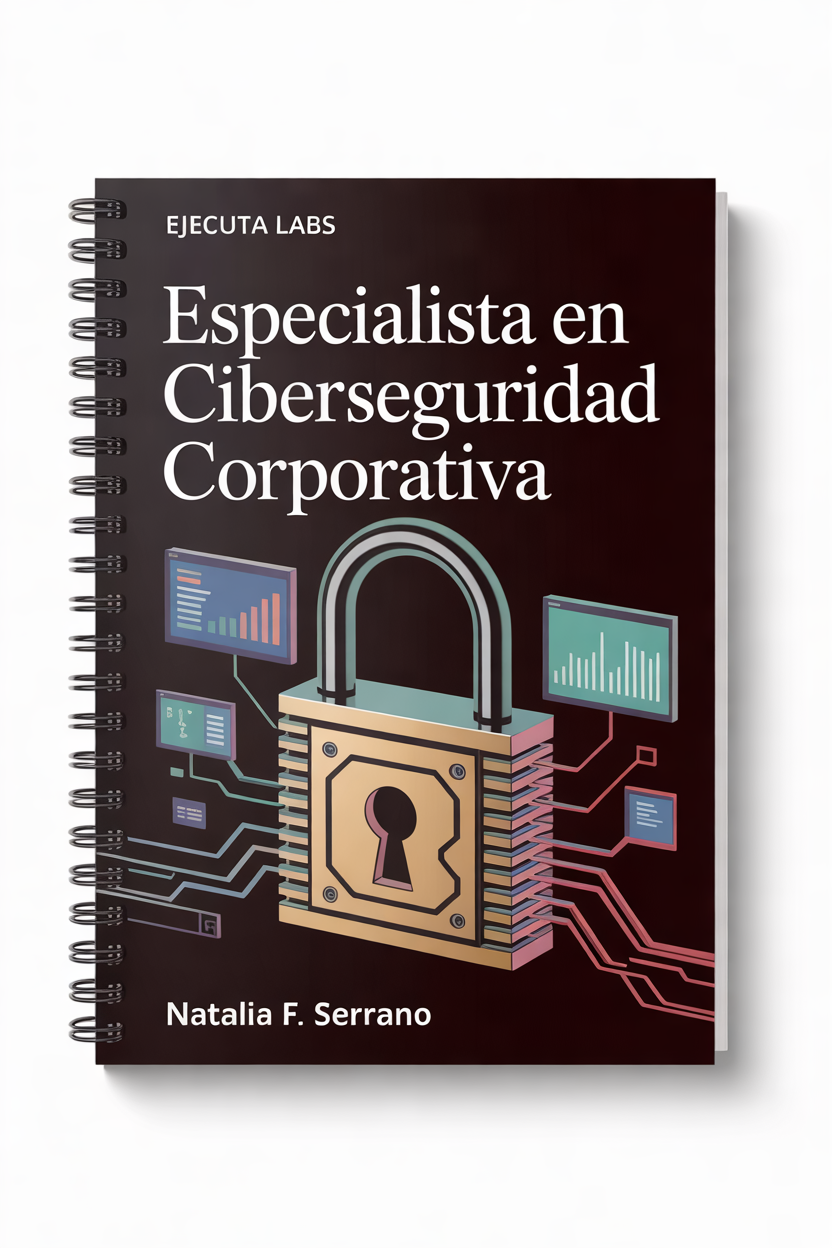 EJECUTA LABS
Especialista en
Ciberseguridad
Corporativa
Natalia F. Serrano